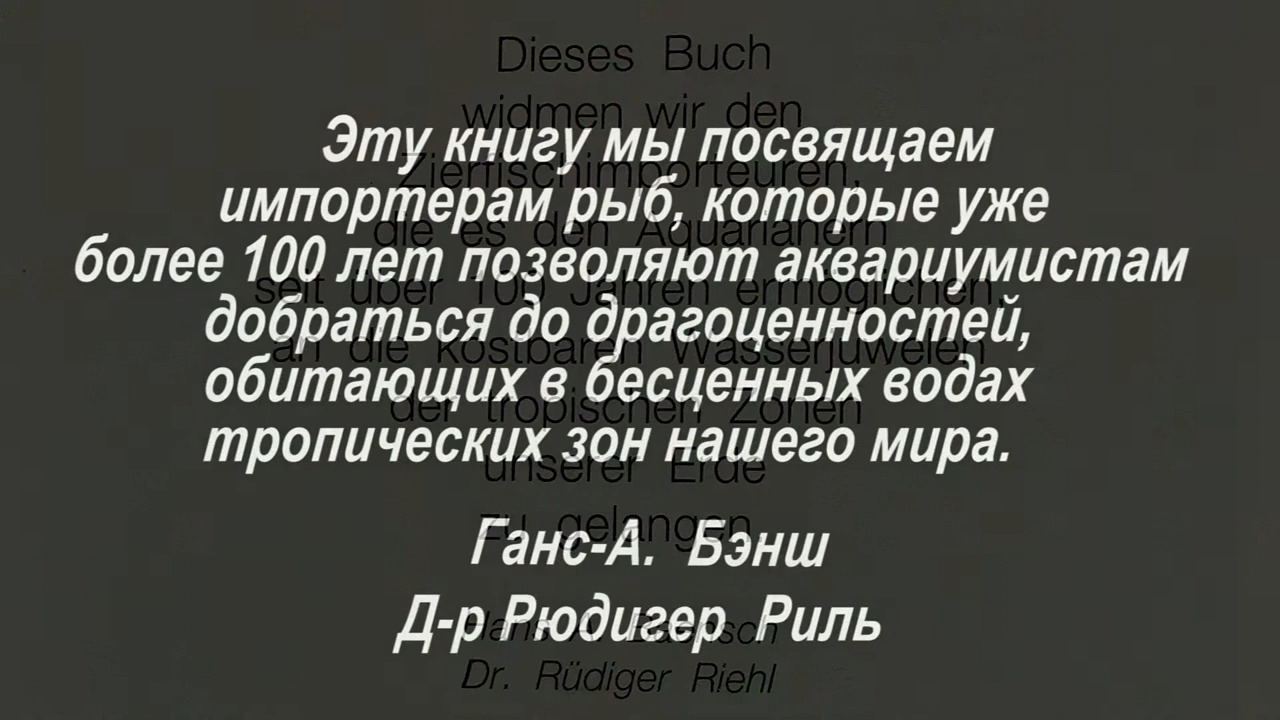 Dieses Buch
widmen wir den
Эту книгу мы посвящаем
Zierfischimporteuren,
импортерам рыб, которые уже
die es den Aquarianern
более 100 лет позволяют аквариумистам
seit über 100 Jahren ermöglichen,
добраться до драгоценностей,
an die kostbaren Wasserjuwelen
обитающих в бесценных водах
der tropischen Zonen
тропических зон нашего мира.
unserer Erde
zu gelangen.
Ганс-А. Бэнш
Д-р Рюдигер Риль
Hans A. Baensch
Dr. Rüdiger Riehl